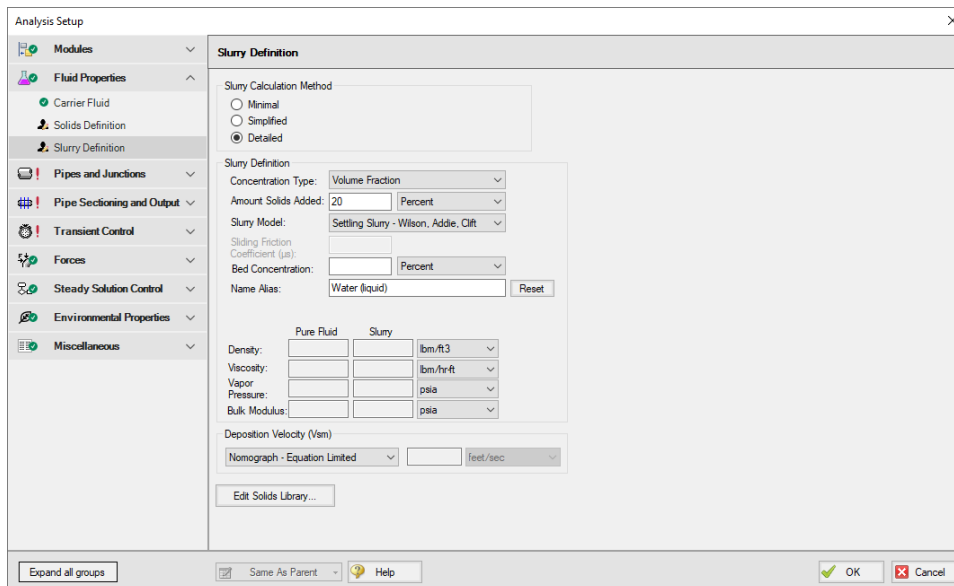 Analysis Setup
Modules
Fluid Properties
Carrier Fluid
Solids Definition
Slurry Definition
Pipes and Junctions
Pipe Sectioning and Output
Transient Control
Forces
Steady Solution Control
Environmental Properties
Miscellaneous
Expand all groups
Slurry Definition
Slurry Calculation Method
Minimal
Simplified
Detailed
Slurry Definition
Concentration Type: Volume Fraction
Amount Solids Added: 20 Percent
Slurry Model: Settling Slurry - Wilson, Addie, Clift
Sliding Friction
Coefficient (μs):
Bed Concentration: Percent
Name Alias: Water (liquid) Reset
Pure Fluid Slurry
Density: lbm/ft3
Viscosity: lbm/hr-ft
Vapor
Pressure: psia
Bulk Modulus: psia
Deposition Velocity (Vsm)
Nomograph - Equation Limited feet/sec
Edit Solids Library...
Same As Parent Help OK Cancel